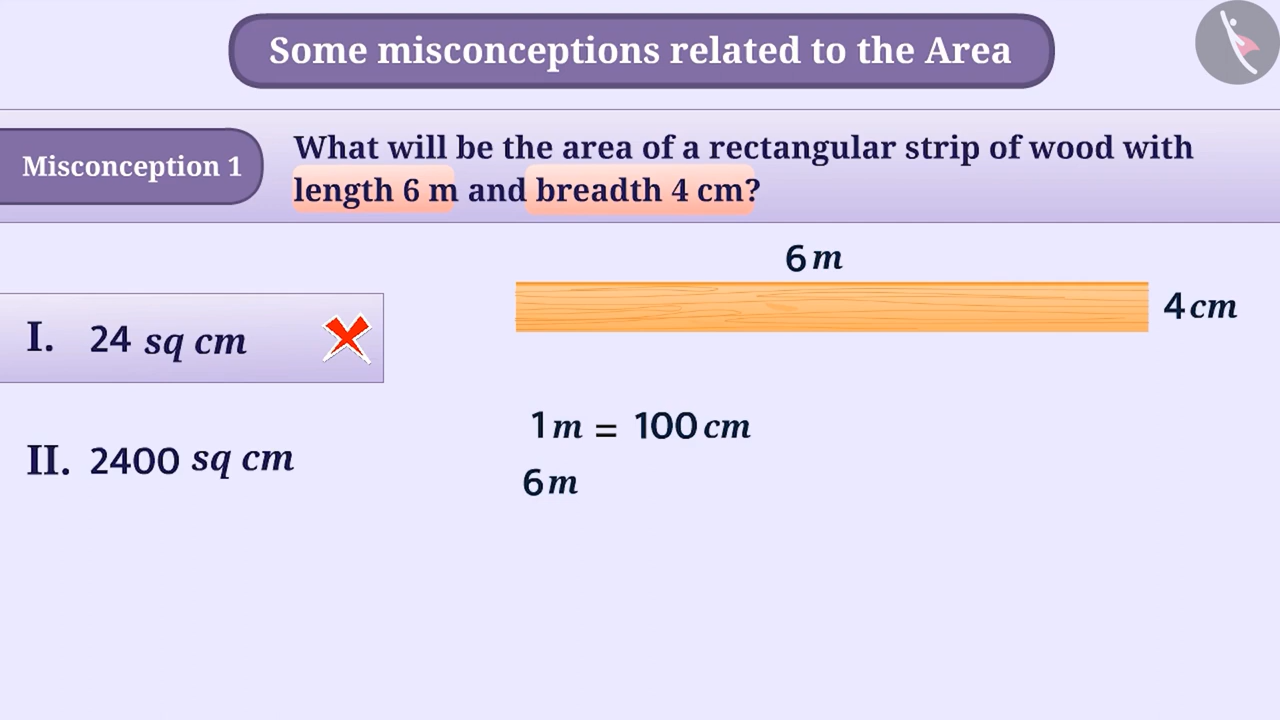 Some misconceptions related to the Area
Misconception 1
What will be the area of a rectangular strip of wood with
length 6 m and breadth 4 cm?
6 m
4 cm
I. 24 sq cm
1 m = 100 cm
II. 2400 sq cm
6 m